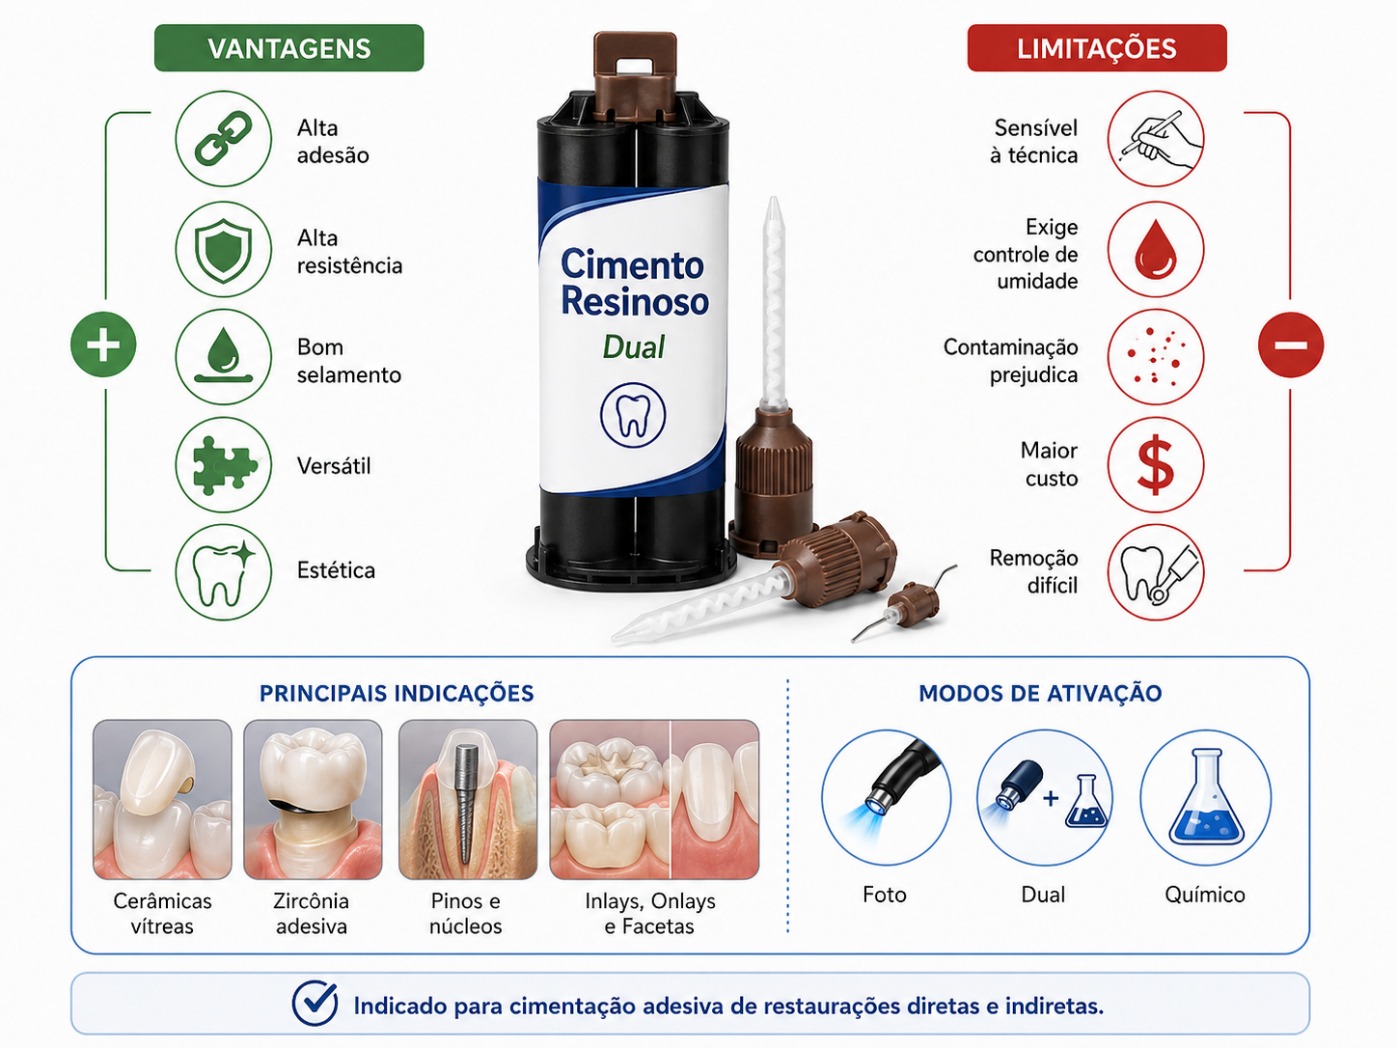 VANTAGENS
Alta
adesão
Alta
resistência
Bom
selamento
Versátil
Estética
Cimento
Resinoso
Dual
LIMITAÇÕES
Sensível
à técnica
Exige
controle de
umidade
Contaminação
prejudica
Maior
custo
$
Remoção
difícil
PRINCIPAIS INDICAÇÕES
Cerâmicas
vítreas
Zircônia
adesiva
Pinos e
núcleos
Inlays, Onlays
e Facetas
MODOS DE ATIVAÇÃO
+
Foto
Dual
Químico
Indicado para cimentação adesiva de restaurações diretas e indiretas.